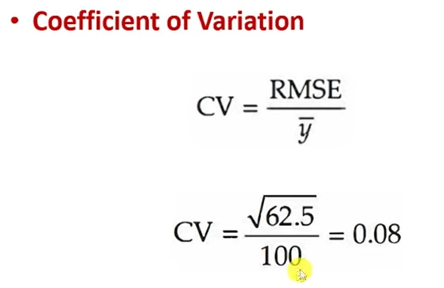 • Coefficient of Variation
CV = RMSE / ȳ
CV = √62.5 / 100 = 0.08